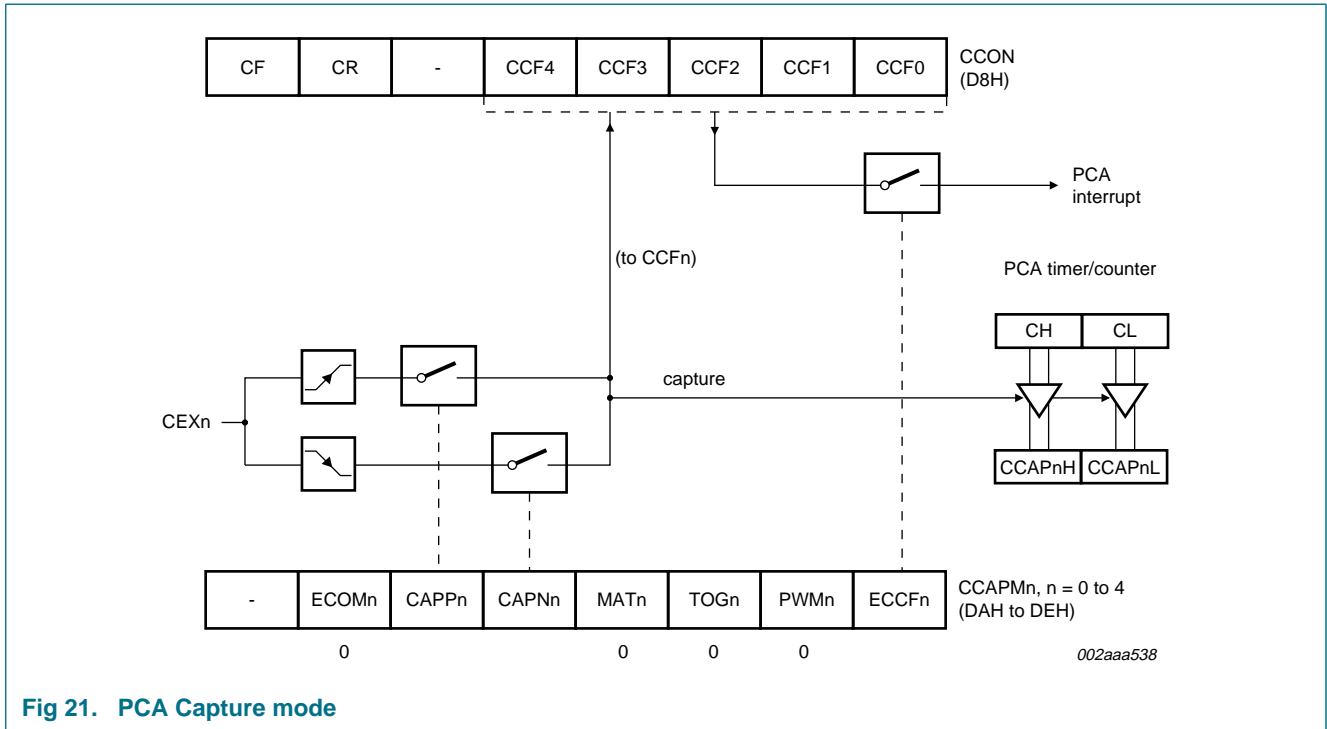 CF CR - CCF4 CCF3 CCF2 CCF1 CCF0
CCON
(D8H)
PCA
interrupt
(to CCFn)
PCA timer/counter
CH CL
capture
CEXn
CCAPnH CCAPnL
- ECOMn CAPPn CAPNn MATn TOGn PWMn ECCFn
CCAPMn, n = 0 to 4
(DAH to DEH)
0 0 0 0
002aaa538
Fig 21. PCA Capture mode